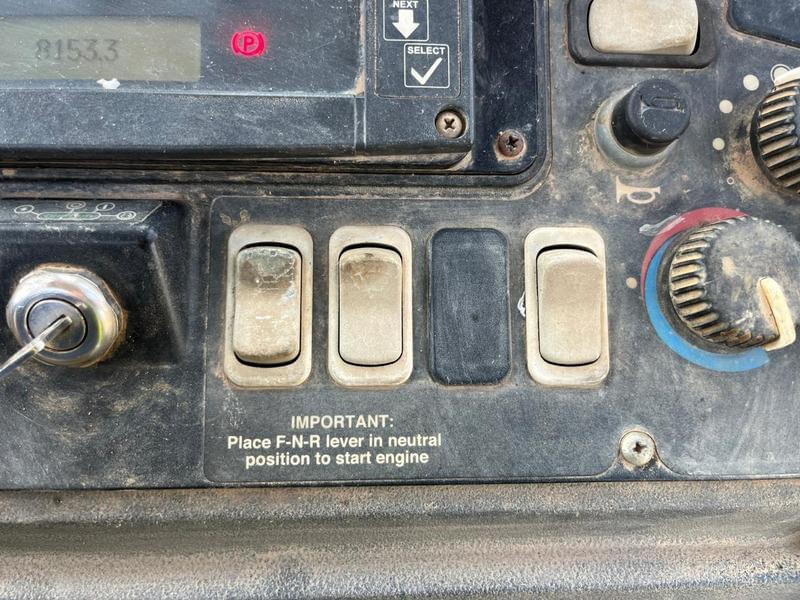 8153.3
P
NEXT
SELECT
IMPORTANT:
Place F-N-R lever in neutral
position to start engine